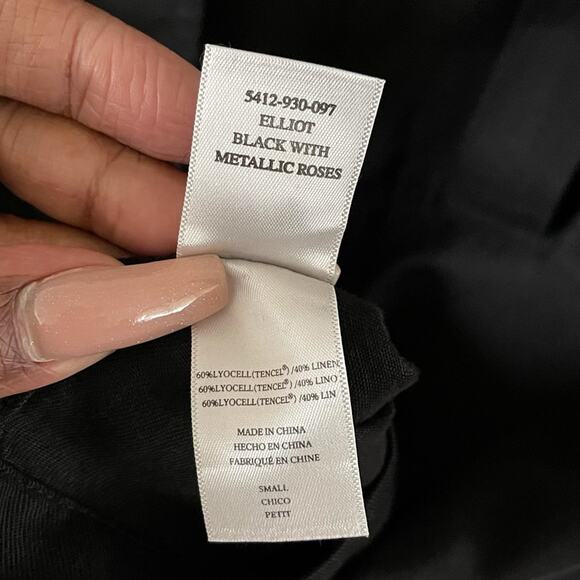 5412-930-097
ELLIOT
BLACK WITH
METALLIC ROSES
60%LYOCELL(TENCEL®) /40% LINEN
60%LYOCELL(TENCEL®) /40% LINO
60%LYOCELL(TENCEL®) /40% LIN
MADE IN CHINA
HECHO EN CHINA
FABRIQUÉ EN CHINE
SMALL
CHICO
PETIT